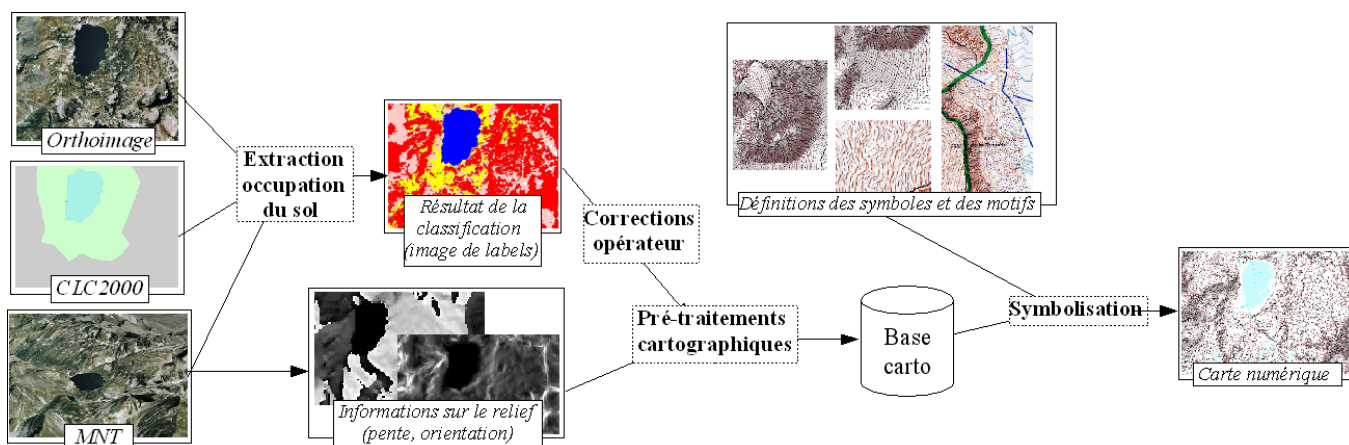 Orthoimage
CLC2000
MNT
Extraction
occupation
du sol
Résultat de la
classification
(image de labels)
Informations sur le relief
(pente, orientation)
Corrections
opérateur
Pré-traitements
cartographiques
Définitions des symboles et des motifs
Base
carto
Symbolisation
Carte numérique